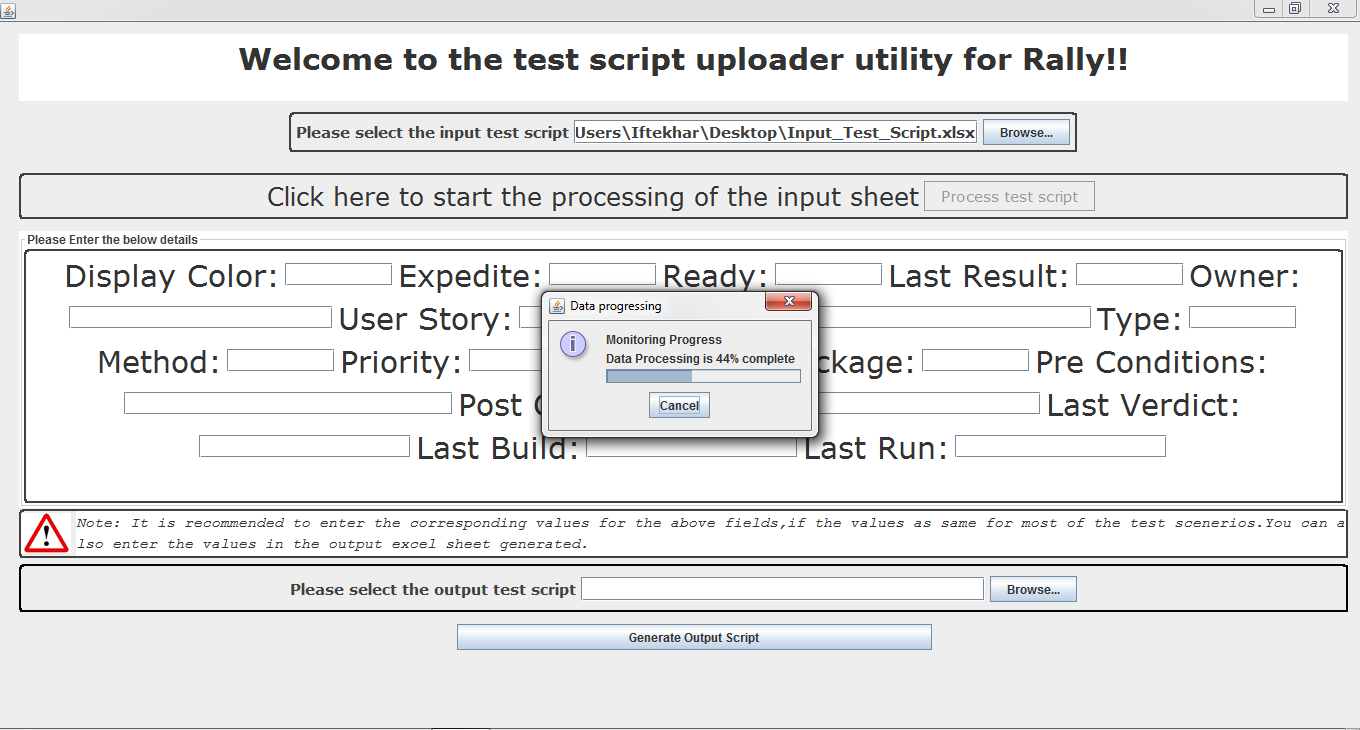 Welcome to the test script uploader utility for Rally!!
Please select the input test script Users\Iftekhar\Desktop\Input_Test_Script.xlsx Browse...
Click here to start the processing of the input sheet Process test script
Please Enter the below details
Display Color: Expedite: Ready: Last Result: Owner:
User Story: Type:
Data progressing
Monitoring Progress
Data Processing is 44% complete
Cancel
Method: Priority: Pre Conditions:
Post Last Verdict:
Last Build: Last Run:
Note: It is recommended to enter the corresponding values for the above fields,if the values as same for most of the test scenerios.You can a
lso enter the values in the output excel sheet generated.
Please select the output test script Browse...
Generate Output Script